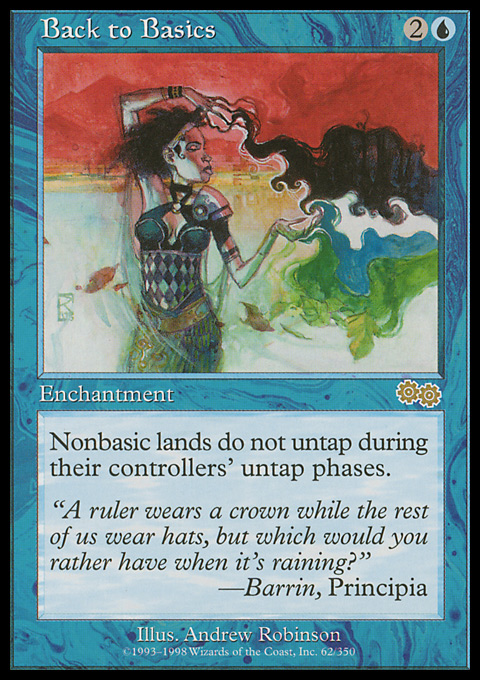 Back to Basics 2
Enchantment
Nonbasic lands do not untap during
their controllers’ untap phases.
“A ruler wears a crown while the rest
of us wear hats, but which would you
rather have when it’s raining?”
—Barrin, Principia
Illus. Andrew Robinson
©1993–1998 Wizards of the Coast, Inc. 62/350